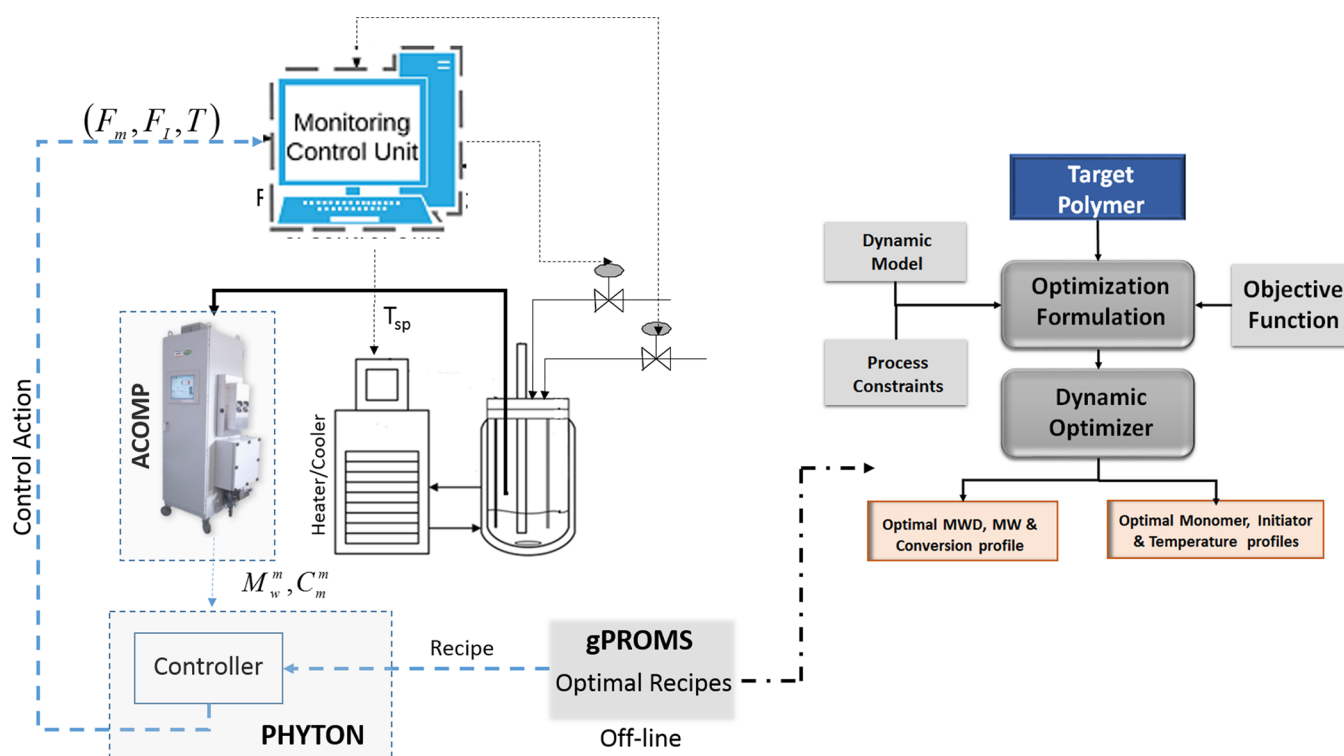 (F_m, F_I, T)
Monitoring
Control Unit
T_sp
Control Action
ACOMP
Heater/Cooler
M_w^m, C_m^m
Controller
PHYTON
Recipe
gPROMS
Optimal Recipes
Off-line
Target
Polymer
Dynamic
Model
Optimization
Formulation
Objective
Function
Process
Constraints
Dynamic
Optimizer
Optimal MWD, MW &
Conversion profile
Optimal Monomer, Initiator
& Temperature profiles